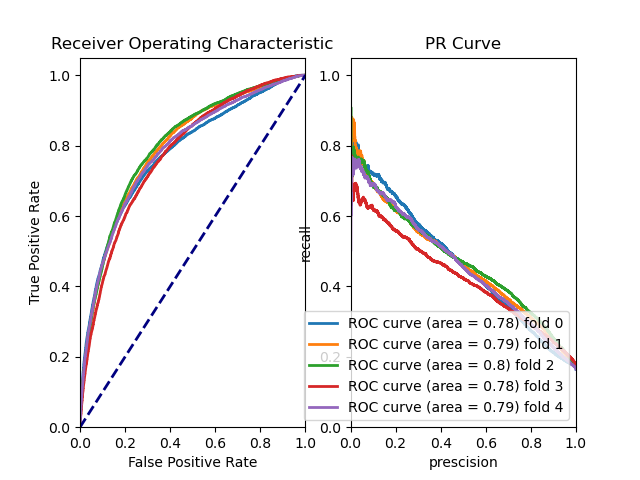 Receiver Operating Characteristic
1.0
0.8
0.6
0.4
0.2
0.0
True Positive Rate
0.0 0.2 0.4 0.6 0.8 1.0
False Positive Rate
PR Curve
1.0
0.8
0.6
0.4
0.2
0.0
recall
ROC curve (area = 0.78) fold 0
ROC curve (area = 0.79) fold 1
ROC curve (area = 0.8) fold 2
ROC curve (area = 0.78) fold 3
ROC curve (area = 0.79) fold 4
0.0 0.2 0.4 0.6 0.8 1.0
prescision